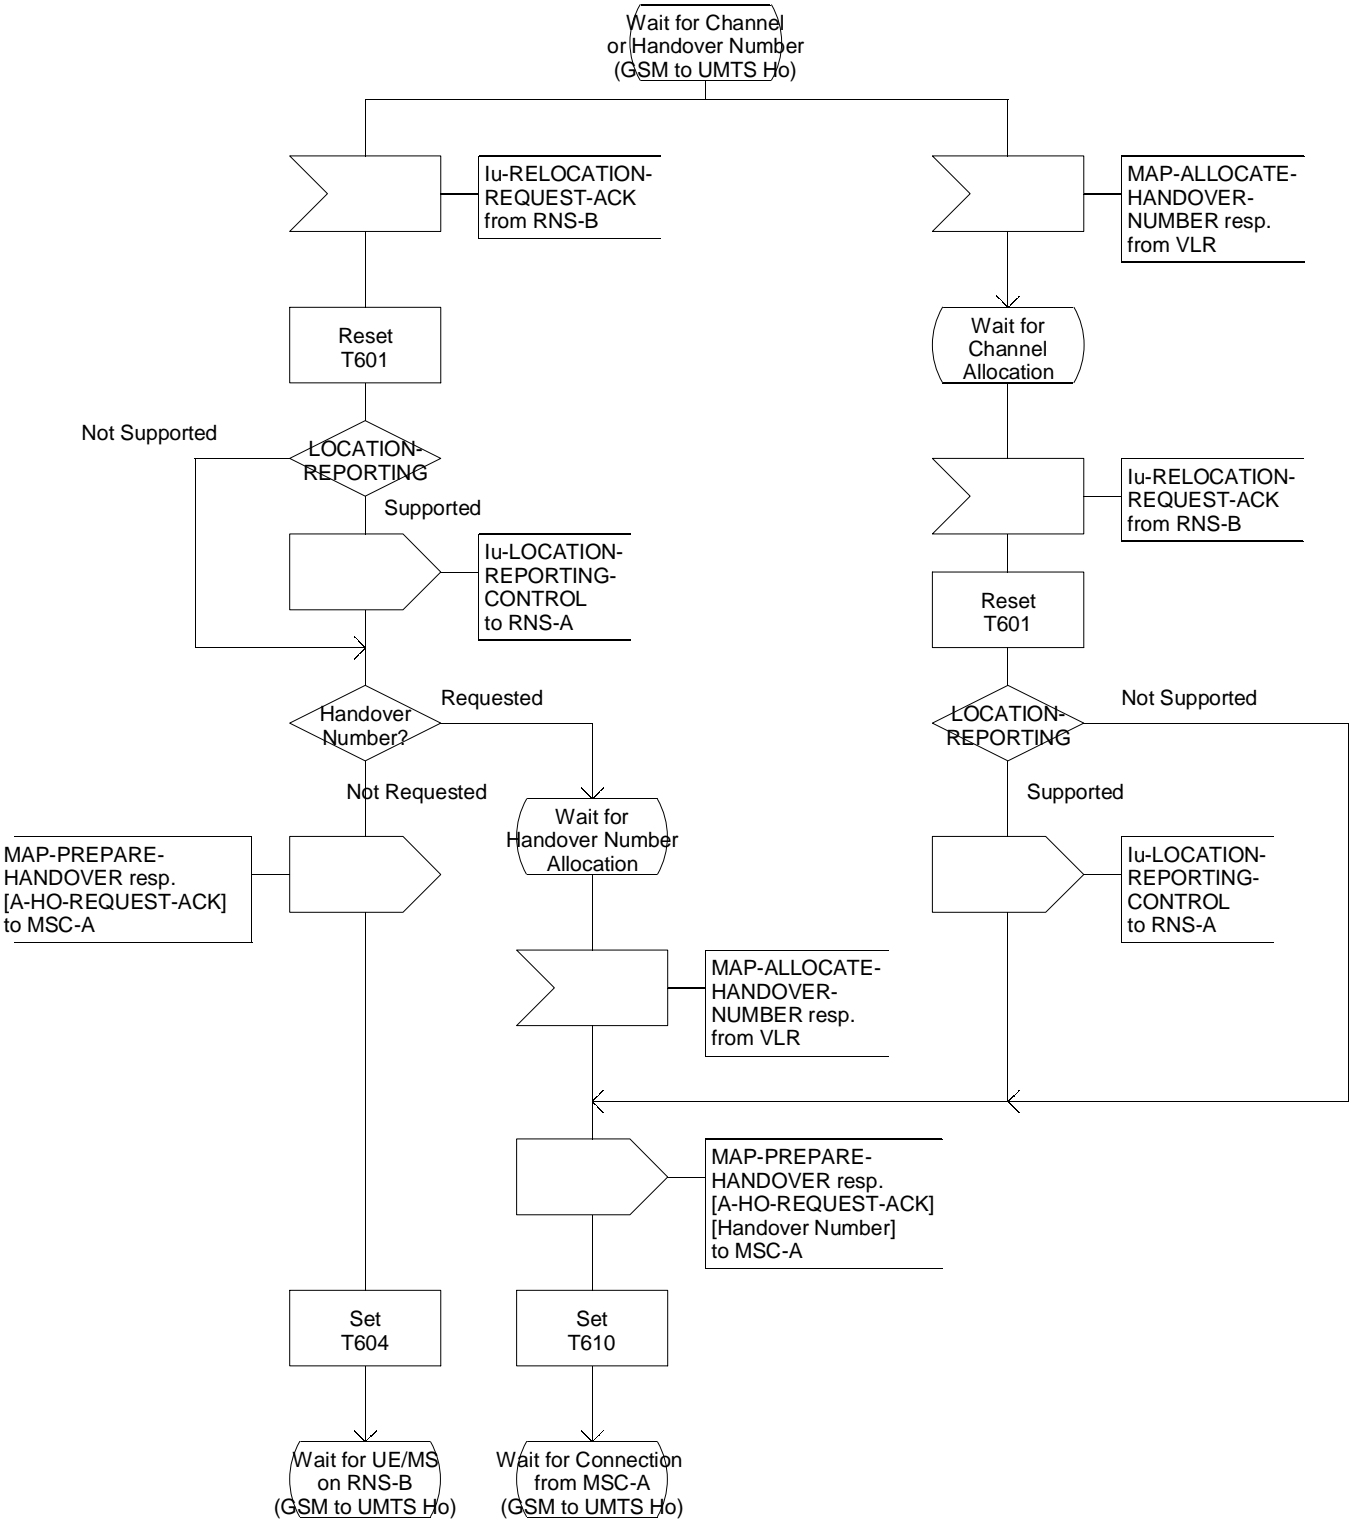 Wait for Channel
or Handover Number
(GSM to UMTS Ho)
Iu-RELOCATION-
REQUEST-ACK
from RNS-B
MAP-ALLOCATE-
HANDOVER-
NUMBER resp.
from VLR
Reset
T601
Wait for
Channel
Allocation
Not Supported
LOCATION-
REPORTING
Supported
Iu-RELOCATION-
REQUEST-ACK
from RNS-B
Iu-LOCATION-
REPORTING-
CONTROL
to RNS-A
Reset
T601
Handover
Number?
Requested
Not Requested
LOCATION-
REPORTING
Not Supported
Supported
Wait for
Handover Number
Allocation
MAP-PREPARE-
HANDOVER resp.
[A-HO-REQUEST-ACK]
to MSC-A
Iu-LOCATION-
REPORTING-
CONTROL
to RNS-A
MAP-ALLOCATE-
HANDOVER-
NUMBER resp.
from VLR
MAP-PREPARE-
HANDOVER resp.
[A-HO-REQUEST-ACK]
[Handover Number]
to MSC-A
Set
T604
Set
T610
Wait for UE/MS
on RNS-B
(GSM to UMTS Ho)
Wait for Connection
from MSC-A
(GSM to UMTS Ho)